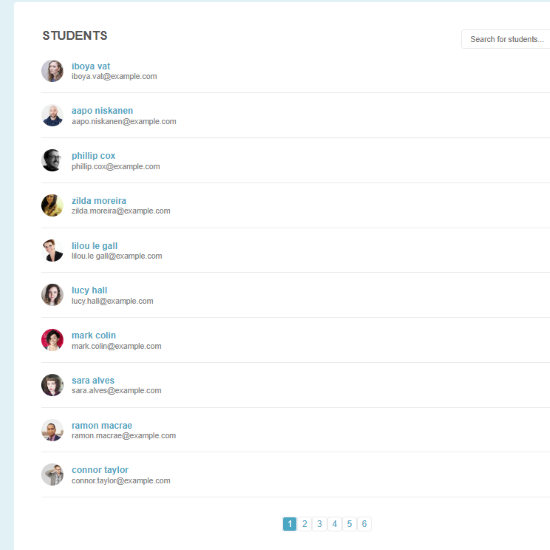 STUDENTS
Search for students...
iboya vat
iboya.vat@example.com
aapo niskanen
aapo.niskanen@example.com
phillip cox
phillip.cox@example.com
zilda moreira
zilda.moreira@example.com
lilou le gall
lilou.le gall@example.com
lucy hall
lucy.hall@example.com
mark colin
mark.colin@example.com
sara alves
sara.alves@example.com
ramon macrae
ramon.macrae@example.com
connor taylor
connor.taylor@example.com
1 2 3 4 5 6